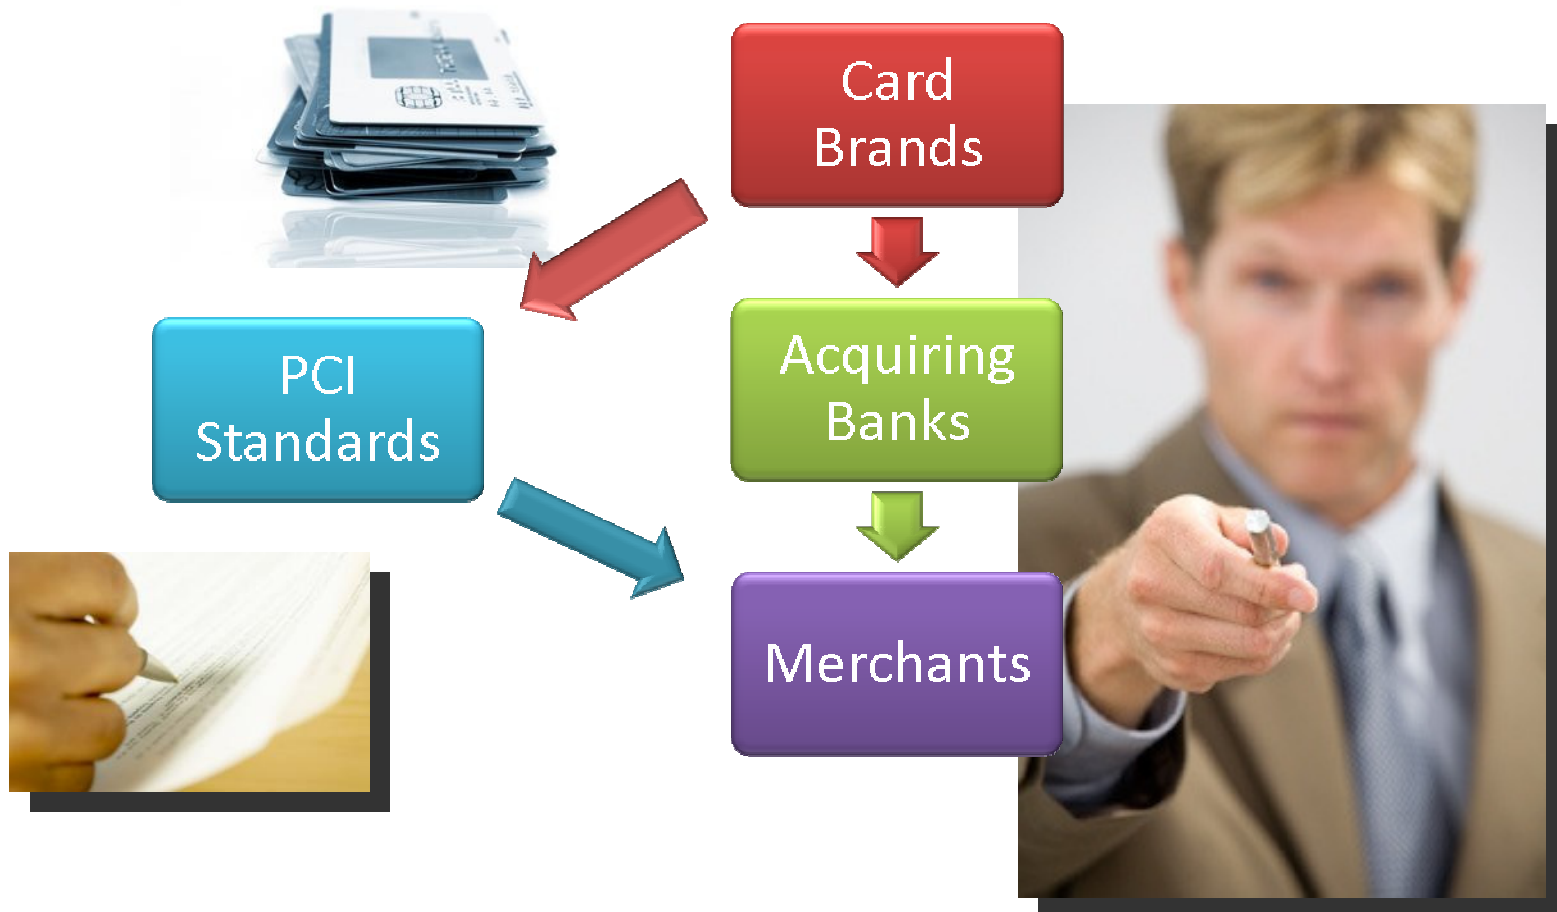 Card
Brands
Acquiring
Banks
PCI
Standards
Merchants